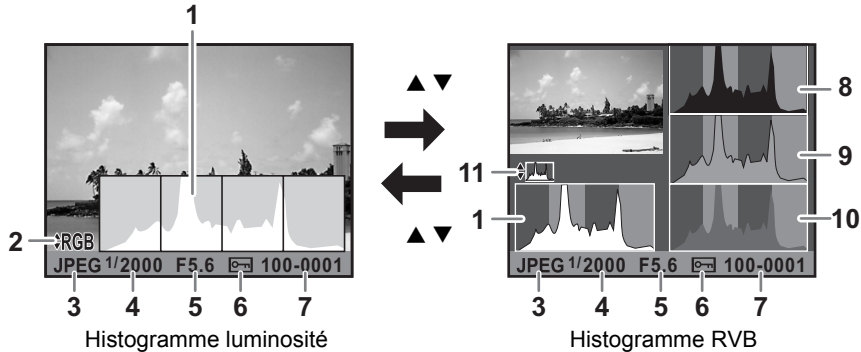 1
2
RGB
JPEG 1/2000 F5.6 100-0001
3 4 5 6 7
Histogramme luminosité
▲ ▼
▲ ▼
8
9
10
11
1
JPEG 1/2000 F5.6 100-0001
3 4 5 6 7
Histogramme RVB